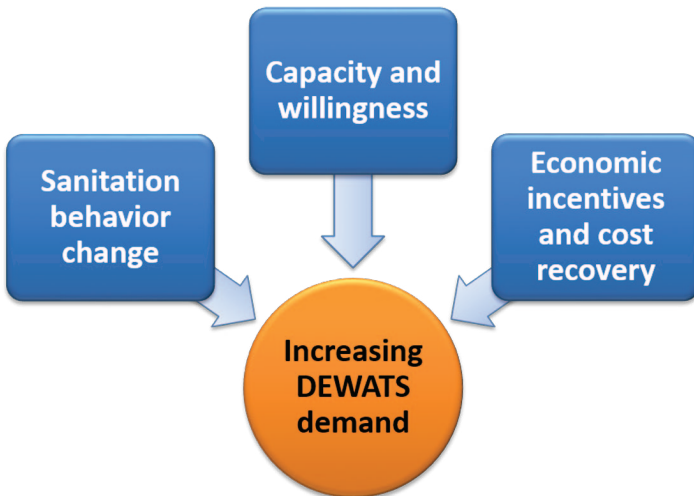 Capacity and
willingness
Sanitation
behavior
change
Economic
incentives
and cost
recovery
Increasing
DEWATS
demand